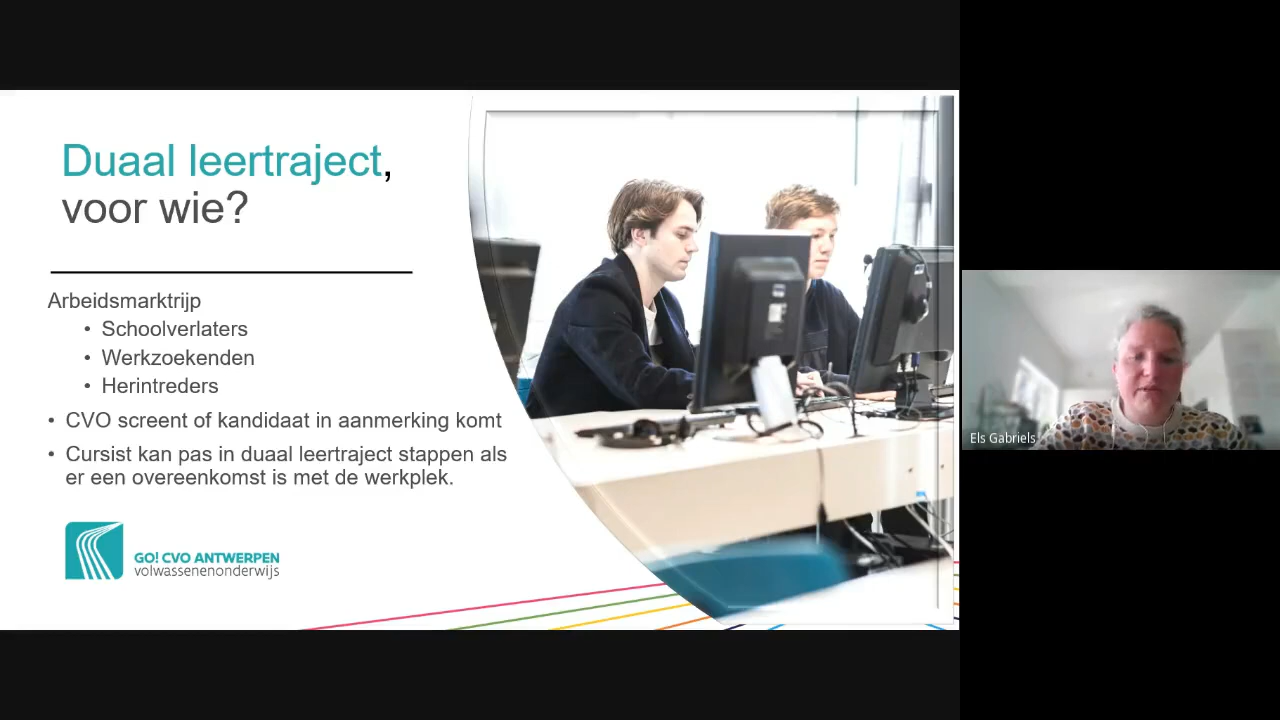 Duaal leertraject,
voor wie?
Arbeidsmarktrijp
• Schoolverlaters
• Werkzoekenden
• Herintreders
• CVO screent of kandidaat in aanmerking komt
• Cursist kan pas in duaal leertraject stappen als
er een overeenkomst is met de werkplek.
GO! CVO ANTWERPEN
volwassenenonderwijs
Els Gabriels